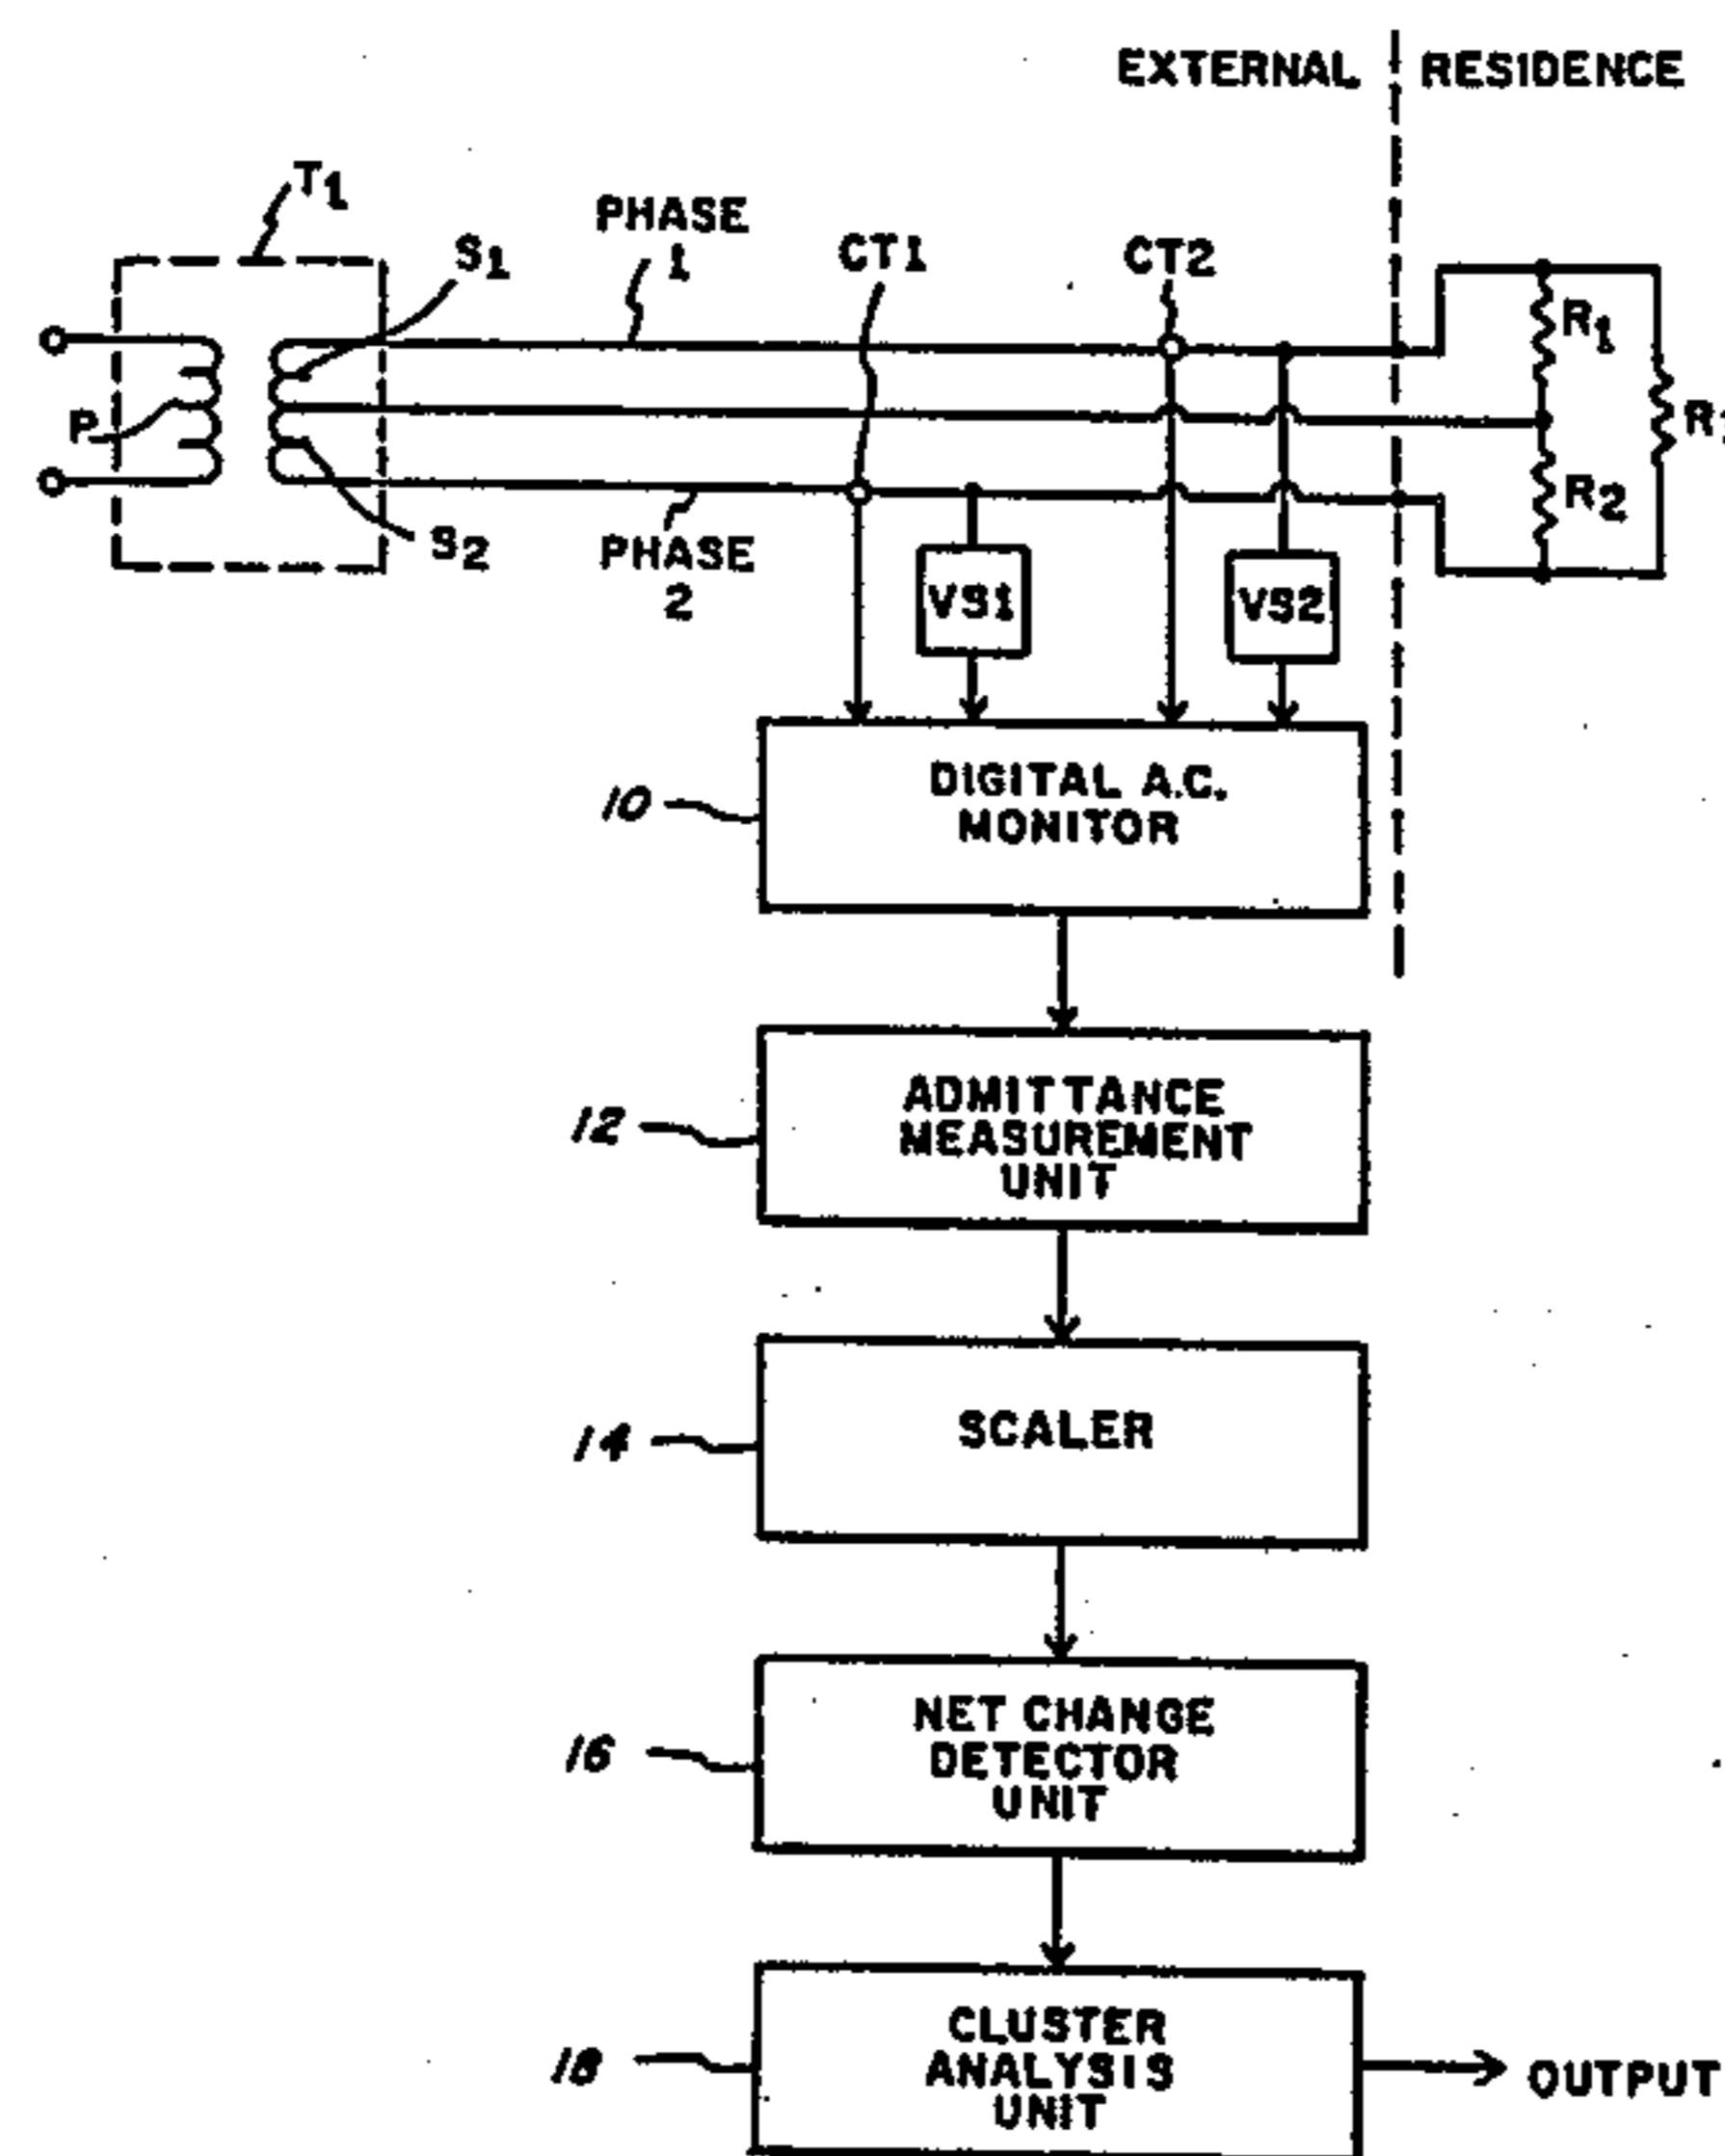 EXTERNAL
RESIDENCE
T1
S1
PHASE
1
CT1
CT2
R1
P
R2
S2
PHASE
2
VS1
VS2
10
DIGITAL A.C.
MONITOR
12
ADMITTANCE
MEASUREMENT
UNIT
14
SCALER
16
NET CHANGE
DETECTOR
UNIT
18
CLUSTER
ANALYSIS
UNIT
OUTPUT